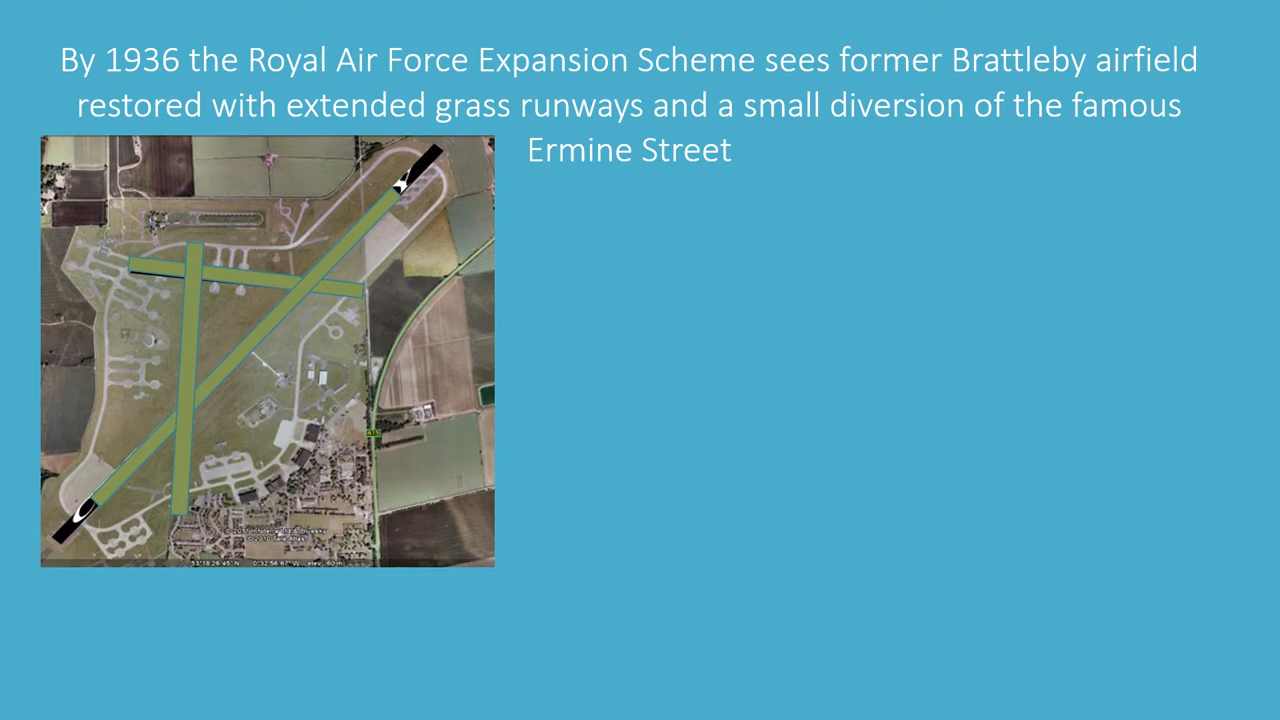 By 1936 the Royal Air Force Expansion Scheme sees former Brattleby airfield
restored with extended grass runways and a small diversion of the famous
Ermine Street
A15